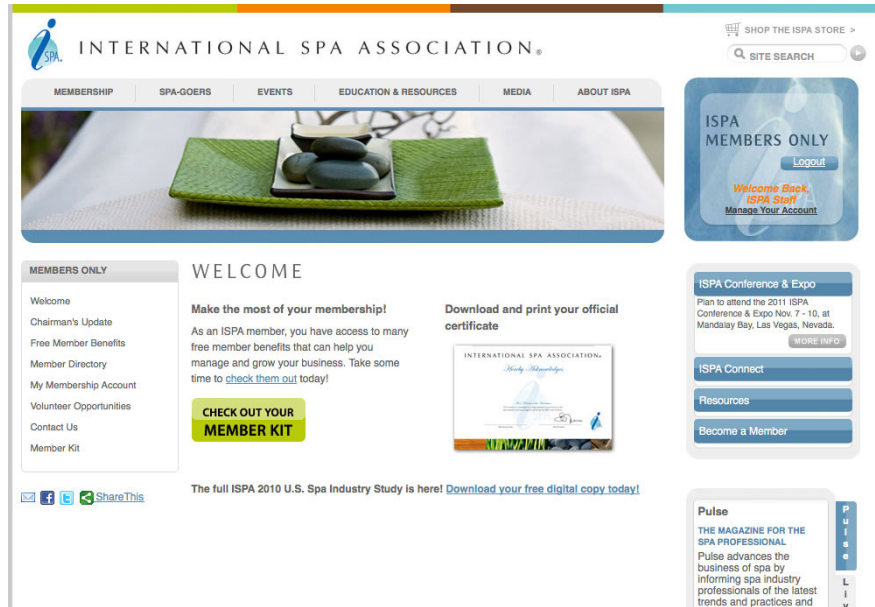 SHOP THE ISPA STORE >
iSPA®
INTERNATIONAL SPA ASSOCIATION®
SITE SEARCH
MEMBERSHIP
SPA-GOERS
EVENTS
EDUCATION & RESOURCES
MEDIA
ABOUT ISPA
ISPA
MEMBERS ONLY
Logout
Welcome Back,
ISPA Staff
Manage Your Account
MEMBERS ONLY
Welcome
Chairman's Update
Free Member Benefits
Member Directory
My Membership Account
Volunteer Opportunities
Contact Us
Member Kit
ShareThis
WELCOME
Make the most of your membership!
As an ISPA member, you have access to many
free member benefits that can help you
manage and grow your business. Take some
time to check them out today!
CHECK OUT YOUR
MEMBER KIT
Download and print your official
certificate
INTERNATIONAL SPA ASSOCIATION®
Hereby Acknowledges
The full ISPA 2010 U.S. Spa Industry Study is here! Download your free digital copy today!
ISPA Conference & Expo
Plan to attend the 2011 ISPA
Conference & Expo Nov. 7 - 10, at
Mandalay Bay, Las Vegas, Nevada.
MORE INFO
ISPA Connect
Resources
Become a Member
Pulse
THE MAGAZINE FOR THE
SPA PROFESSIONAL
Pulse advances the
business of spa by
informing spa industry
professionals of the latest
trends and practices and
Pulse